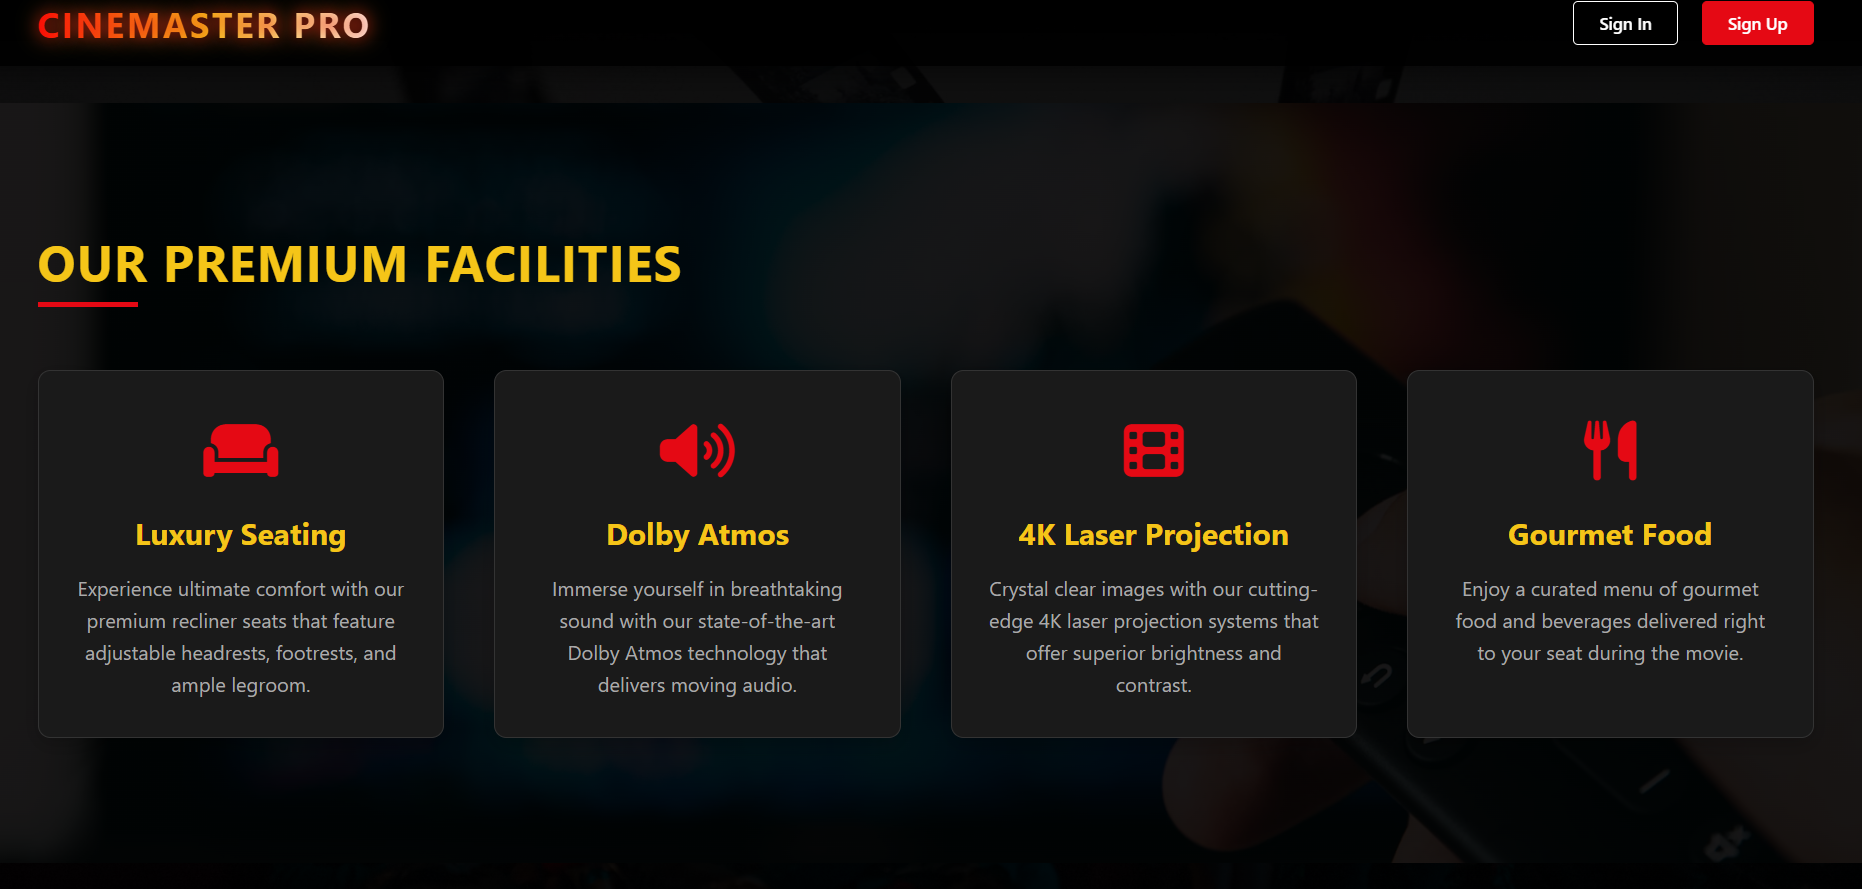 CINEMASTER PRO
Sign In
Sign Up
OUR PREMIUM FACILITIES
Luxury Seating
Experience ultimate comfort with our
premium recliner seats that feature
adjustable headrests, footrests, and
ample legroom.
Dolby Atmos
Immerse yourself in breathtaking
sound with our state-of-the-art
Dolby Atmos technology that
delivers moving audio.
4K Laser Projection
Crystal clear images with our cutting-
edge 4K laser projection systems that
offer superior brightness and
contrast.
Gourmet Food
Enjoy a curated menu of gourmet
food and beverages delivered right
to your seat during the movie.